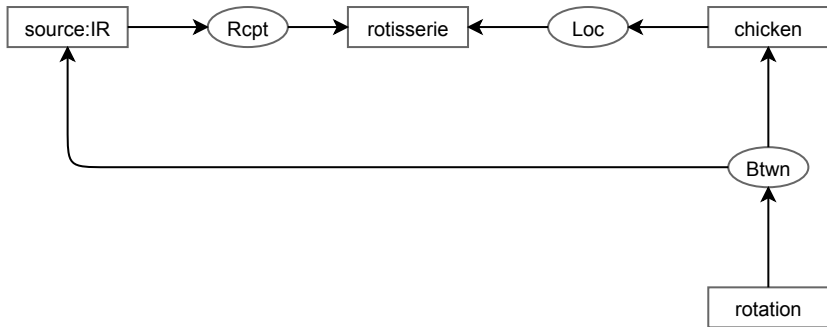 source:IR
Rcpt
rotisserie
Loc
chicken
Btwn
rotation